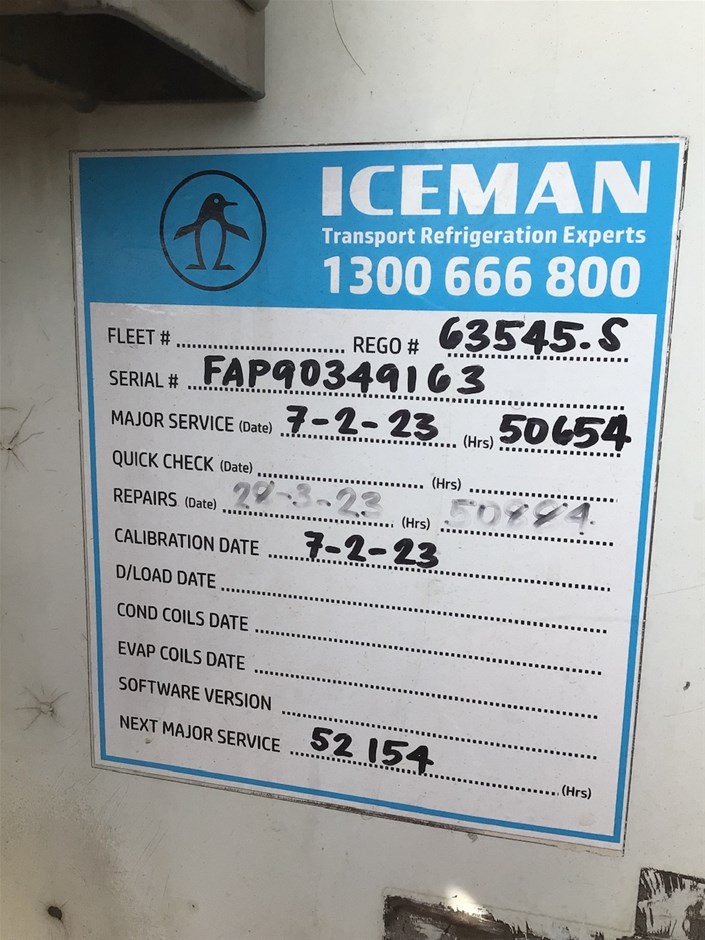 ICEMAN
Transport Refrigeration Experts
1300 666 800
FLEET # REGO # 63545.S
SERIAL # FAP90349163
MAJOR SERVICE (Date) 7-2-23 (Hrs) 50654
QUICK CHECK (Date) (Hrs)
REPAIRS (Date) (Hrs)
CALIBRATION DATE 7-2-23
D/LOAD DATE
COND COILS DATE
EVAP COILS DATE
SOFTWARE VERSION
NEXT MAJOR SERVICE 52 154 (Hrs)